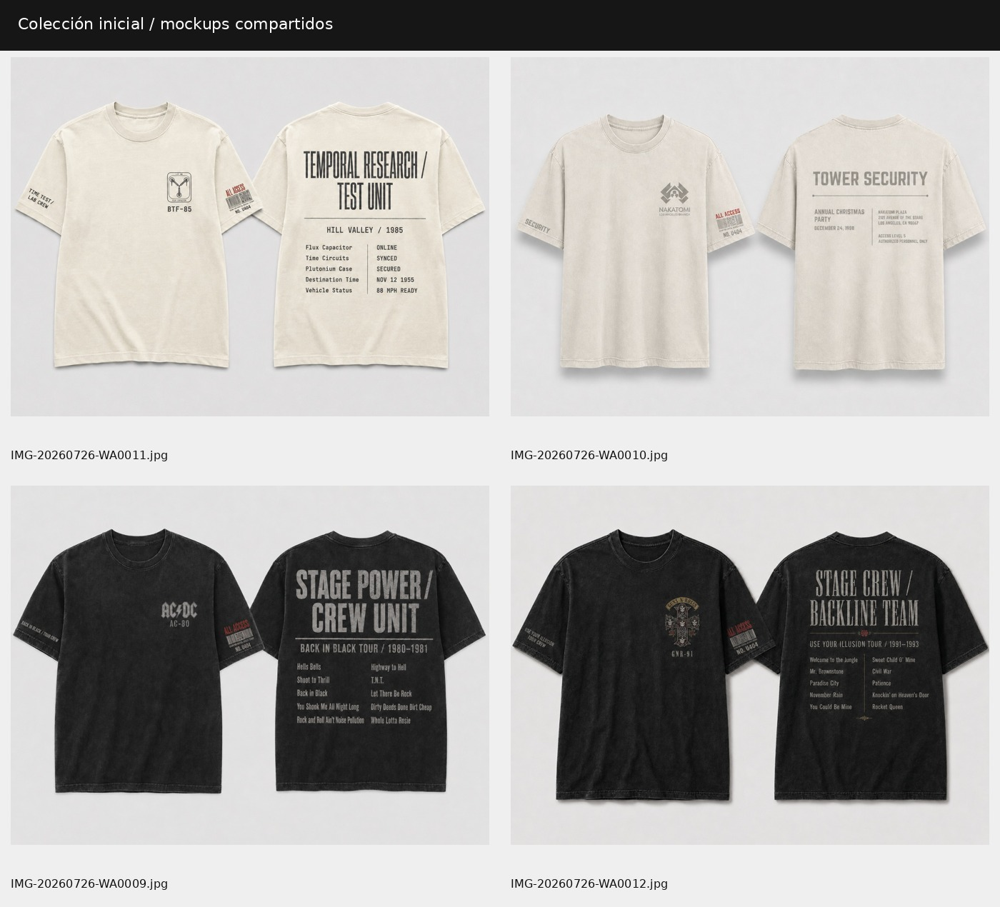 Colección inicial / mockups compartidos
TIME TEST /
LAB CREW
BTF-85
ALL ACCESS
NO. U404
TEMPORAL RESEARCH /
TEST UNIT
HILL VALLEY / 1985
Flux Capacitor ONLINE
Time Circuits SYNCED
Plutonium Case SECURED
Destination Time NOV 12 1955
Vehicle Status 88 MPH READY
IMG-20260726-WA0011.jpg
SECURITY
NAKATOMI
LOS ANGELES BRANCH
ALL ACCESS
NO. U404
TOWER SECURITY
ANNUAL CHRISTMAS
PARTY
DECEMBER 24, 1988
NAKATOMI PLAZA
2121 AVENUE OF THE STARS
LOS ANGELES, CA 90067
ACCESS LEVEL 5
AUTHORIZED PERSONNEL ONLY
IMG-20260726-WA0010.jpg
BACK IN BLACK / TOUR CREW
AC DC
AC-80
ALL ACCESS
NO. U404
STAGE POWER /
CREW UNIT
BACK IN BLACK TOUR / 1980–1981
Hells Bells Highway to Hell
Shoot to Thrill T.N.T.
Back in Black Let There Be Rock
You Shook Me All Night Long Dirty Deeds Done Dirt Cheap
Rock and Roll Ain't Noise Pollution Whole Lotta Rosie
IMG-20260726-WA0009.jpg
USE YOUR ILLUSION
TOUR CREW
GUNS N' ROSES
GNR-91
ALL ACCESS
NO. U404
STAGE CREW /
BACKLINE TEAM
USE YOUR ILLUSION TOUR / 1991–1993
Welcome to the Jungle Sweet Child O' Mine
Mr. Brownstone Civil War
Paradise City Patience
November Rain Knockin' on Heaven's Door
You Could Be Mine Rocket Queen
IMG-20260726-WA0012.jpg